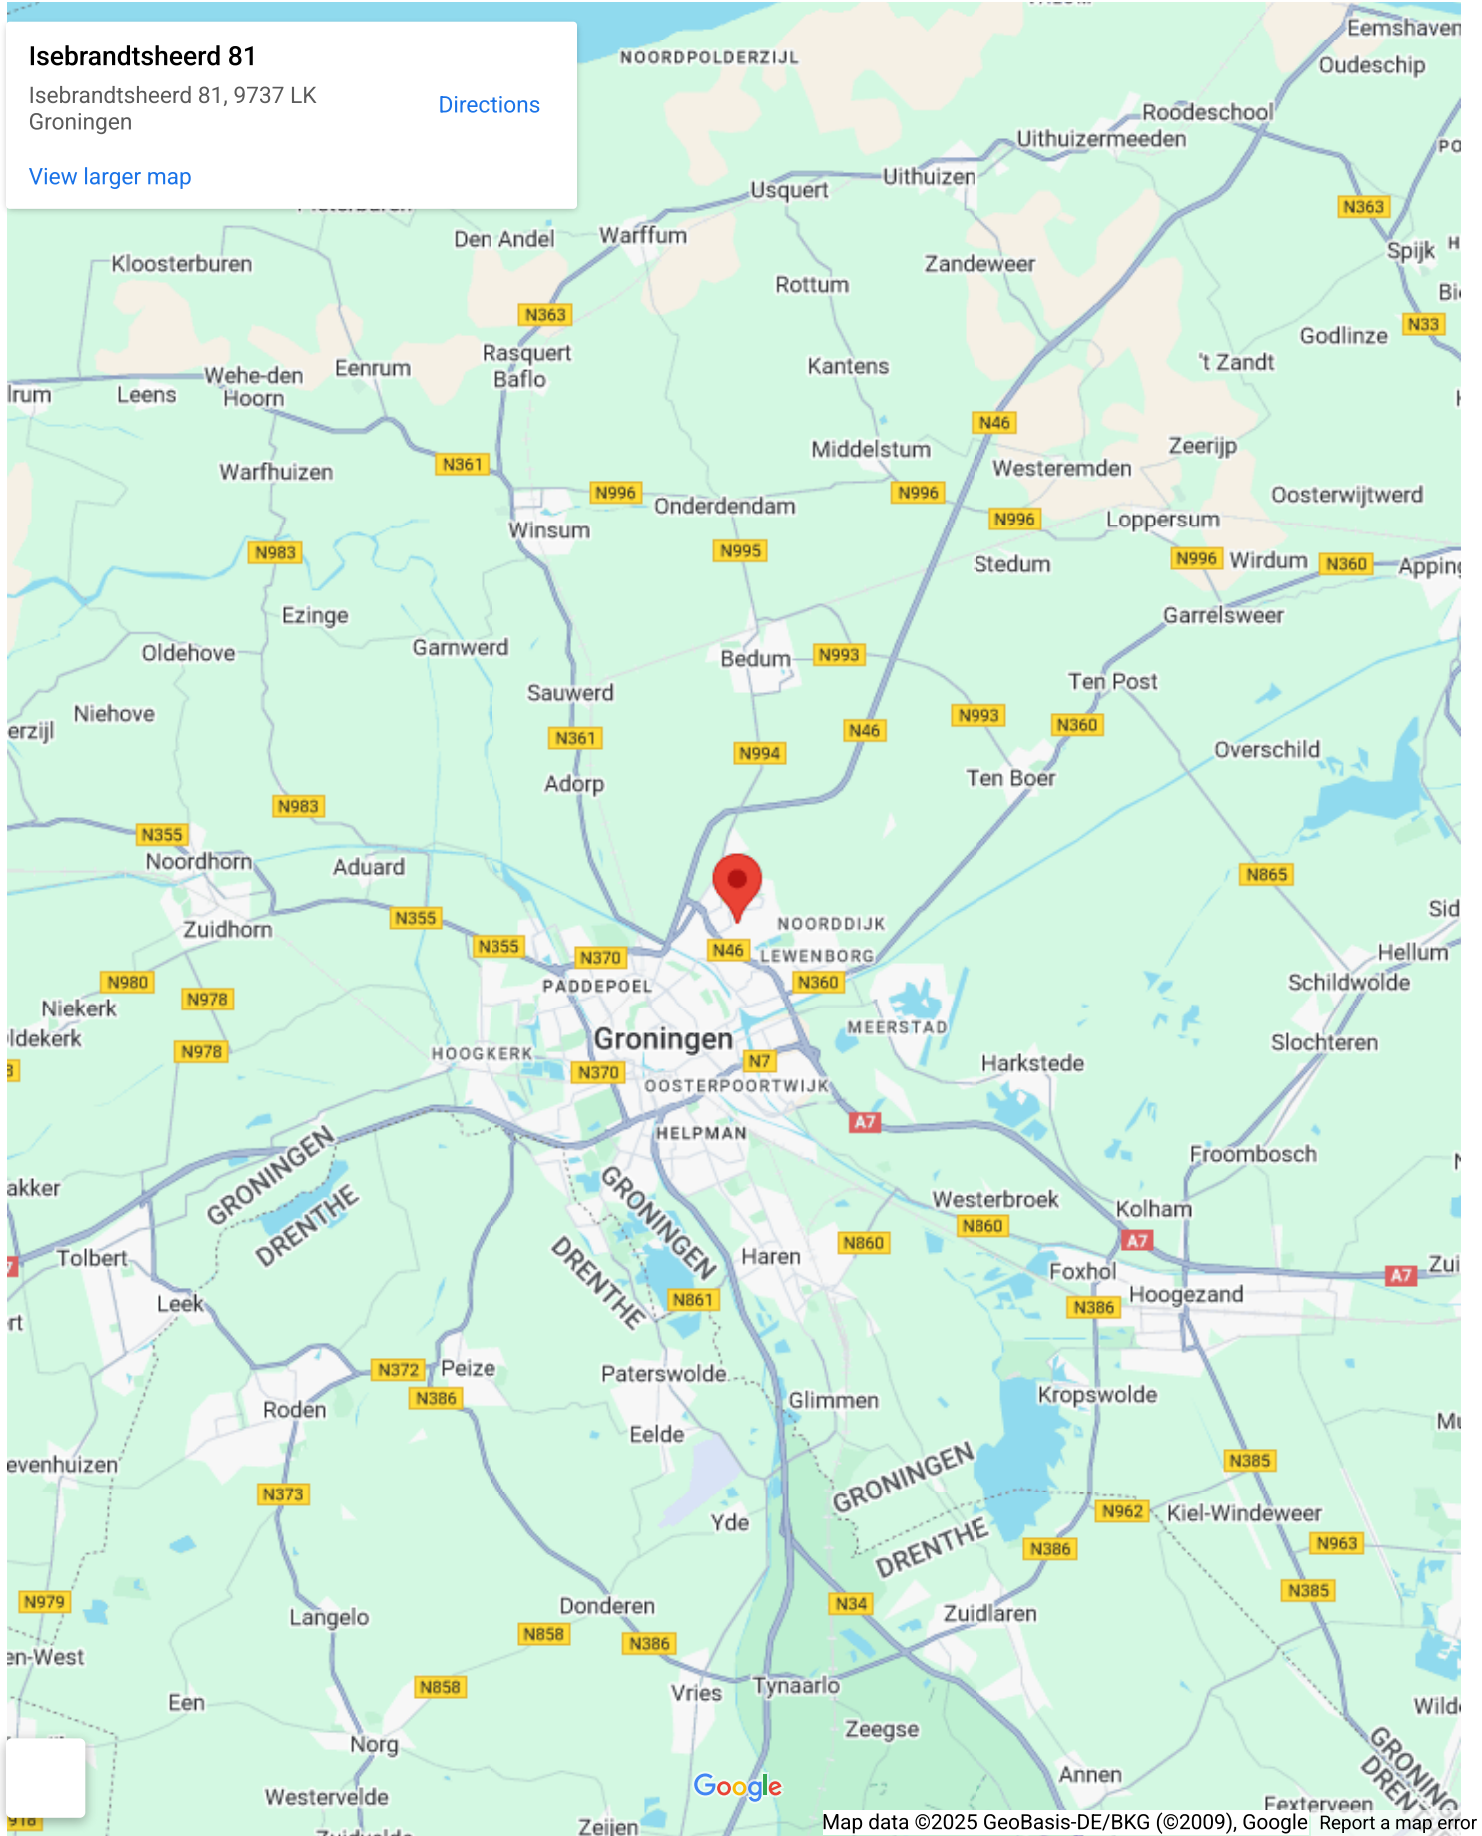 Isebrandtsheerd 81
Isebrandtsheerd 81, 9737 LK
Groningen
Directions
View larger map
NOORDPOLDERZIJL
Eemshaven
Oudeschip
Roodeschool
Uithuizermeeden
Uithuizen
Usquert
N363
Spijk
Den Andel
Warffum
Kloosterburen
Zandeweer
Rottum
N363
N33
Godlinze
Rasquert
Baflo
Kantens
't Zandt
Wehe-den
Hoorn
Eenrum
Leens
N46
Middelstum
Zeerijp
Westeremden
Warfhuizen
N361
N996
N996
Oosterwijtwerd
Onderdendam
N996
Loppersum
Winsum
N983
N995
Stedum
N996
Wirdum
N360
Ezinge
Garrelsweer
Garnwerd
Oldehove
Bedum
N993
Ten Post
Sauwerd
Niehove
N993
N360
N361
N46
N994
Overschild
Adorp
Ten Boer
N983
N355
Noordhorn
Aduard
N865
N355
NOORDDIJK
Zuidhorn
N355
N370
N46
LEWENBORG
Hellum
N980
N978
PADDEPOEL
N360
Schildwolde
Niekerk
MEERSTAD
Groningen
Slochteren
N978
HOOGKERK
N7
Harkstede
N370
OOSTERPOORTWIJK
A7
HELPMAN
GRONINGEN
DRENTHE
Froombosch
GRONINGEN
DRENTHE
Westerbroek
Kolham
N860
N860
A7
Tolbert
Haren
Foxhol
A7
Leek
N861
N386
Hoogezand
N372
Peize
Paterswolde
N386
Glimmen
Kropswolde
Roden
Eelde
GRONINGEN
DRENTHE
N385
N373
Yde
N962
Kiel-Windeweer
N386
N963
N979
N385
Donderen
N34
Zuidlaren
Langelo
N858
N386
N858
Vries
Tynaarlo
Een
Zeegse
Norg
Annen
Westervelde
Google
Zeijen
Eexterveen
Map data ©2025 GeoBasis-DE/BKG (©2009), Google
Report a map error